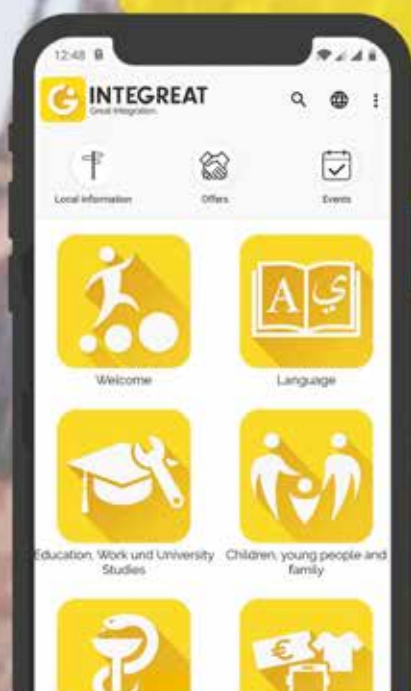 12:48
INTEGREAT
Great Integration.
Local Information
Offers
Events
A ي
Welcome
Language
Education, Work und University
Studies
Children, young people and
family
€